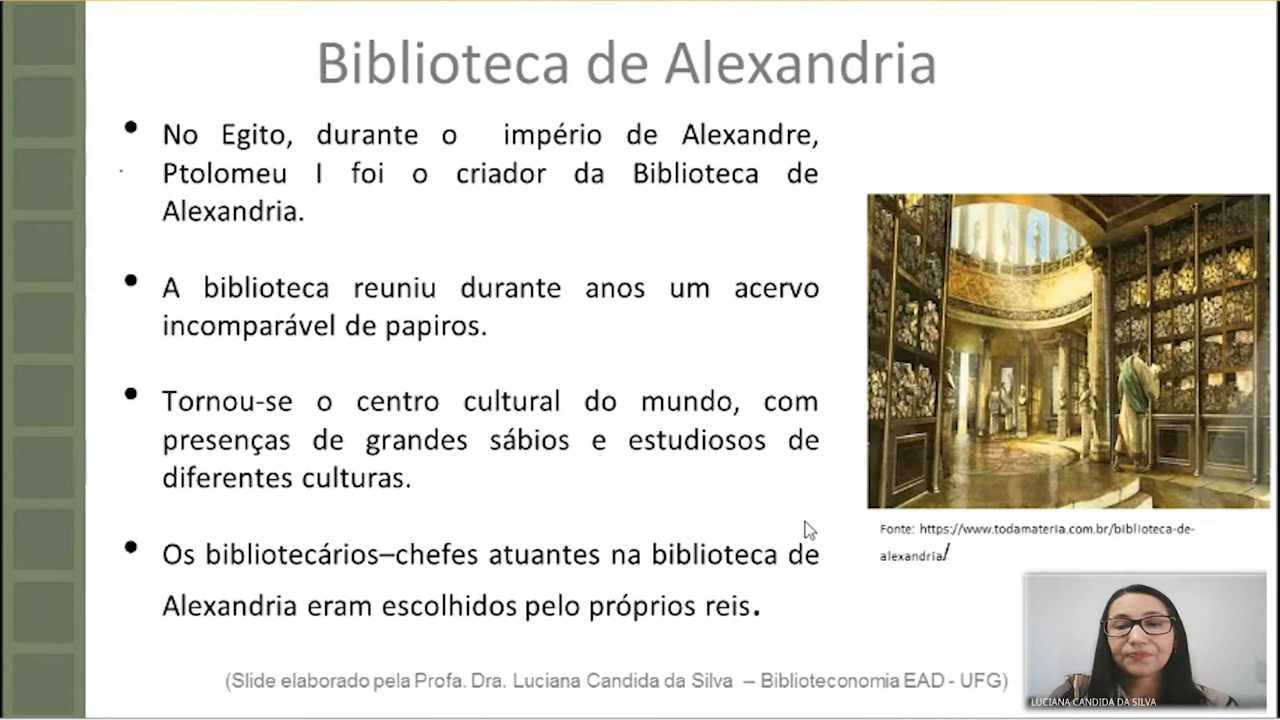 Biblioteca de Alexandria
• No Egito, durante o império de Alexandre,
Ptolomeu I foi o criador da Biblioteca de
Alexandria.
• A biblioteca reuniu durante anos um acervo
incomparável de papiros.
• Tornou-se o centro cultural do mundo, com
presenças de grandes sábios e estudiosos de
diferentes culturas.
• Os bibliotecários–chefes atuantes na biblioteca de
Alexandria eram escolhidos pelo próprios reis.
Fonte: https://www.todamateria.com.br/biblioteca-de-
alexandria/
(Slide elaborado pela Profa. Dra. Luciana Candida da Silva – Biblioteconomia EAD - UFG)
LUCIANA CANDIDA DA SILVA